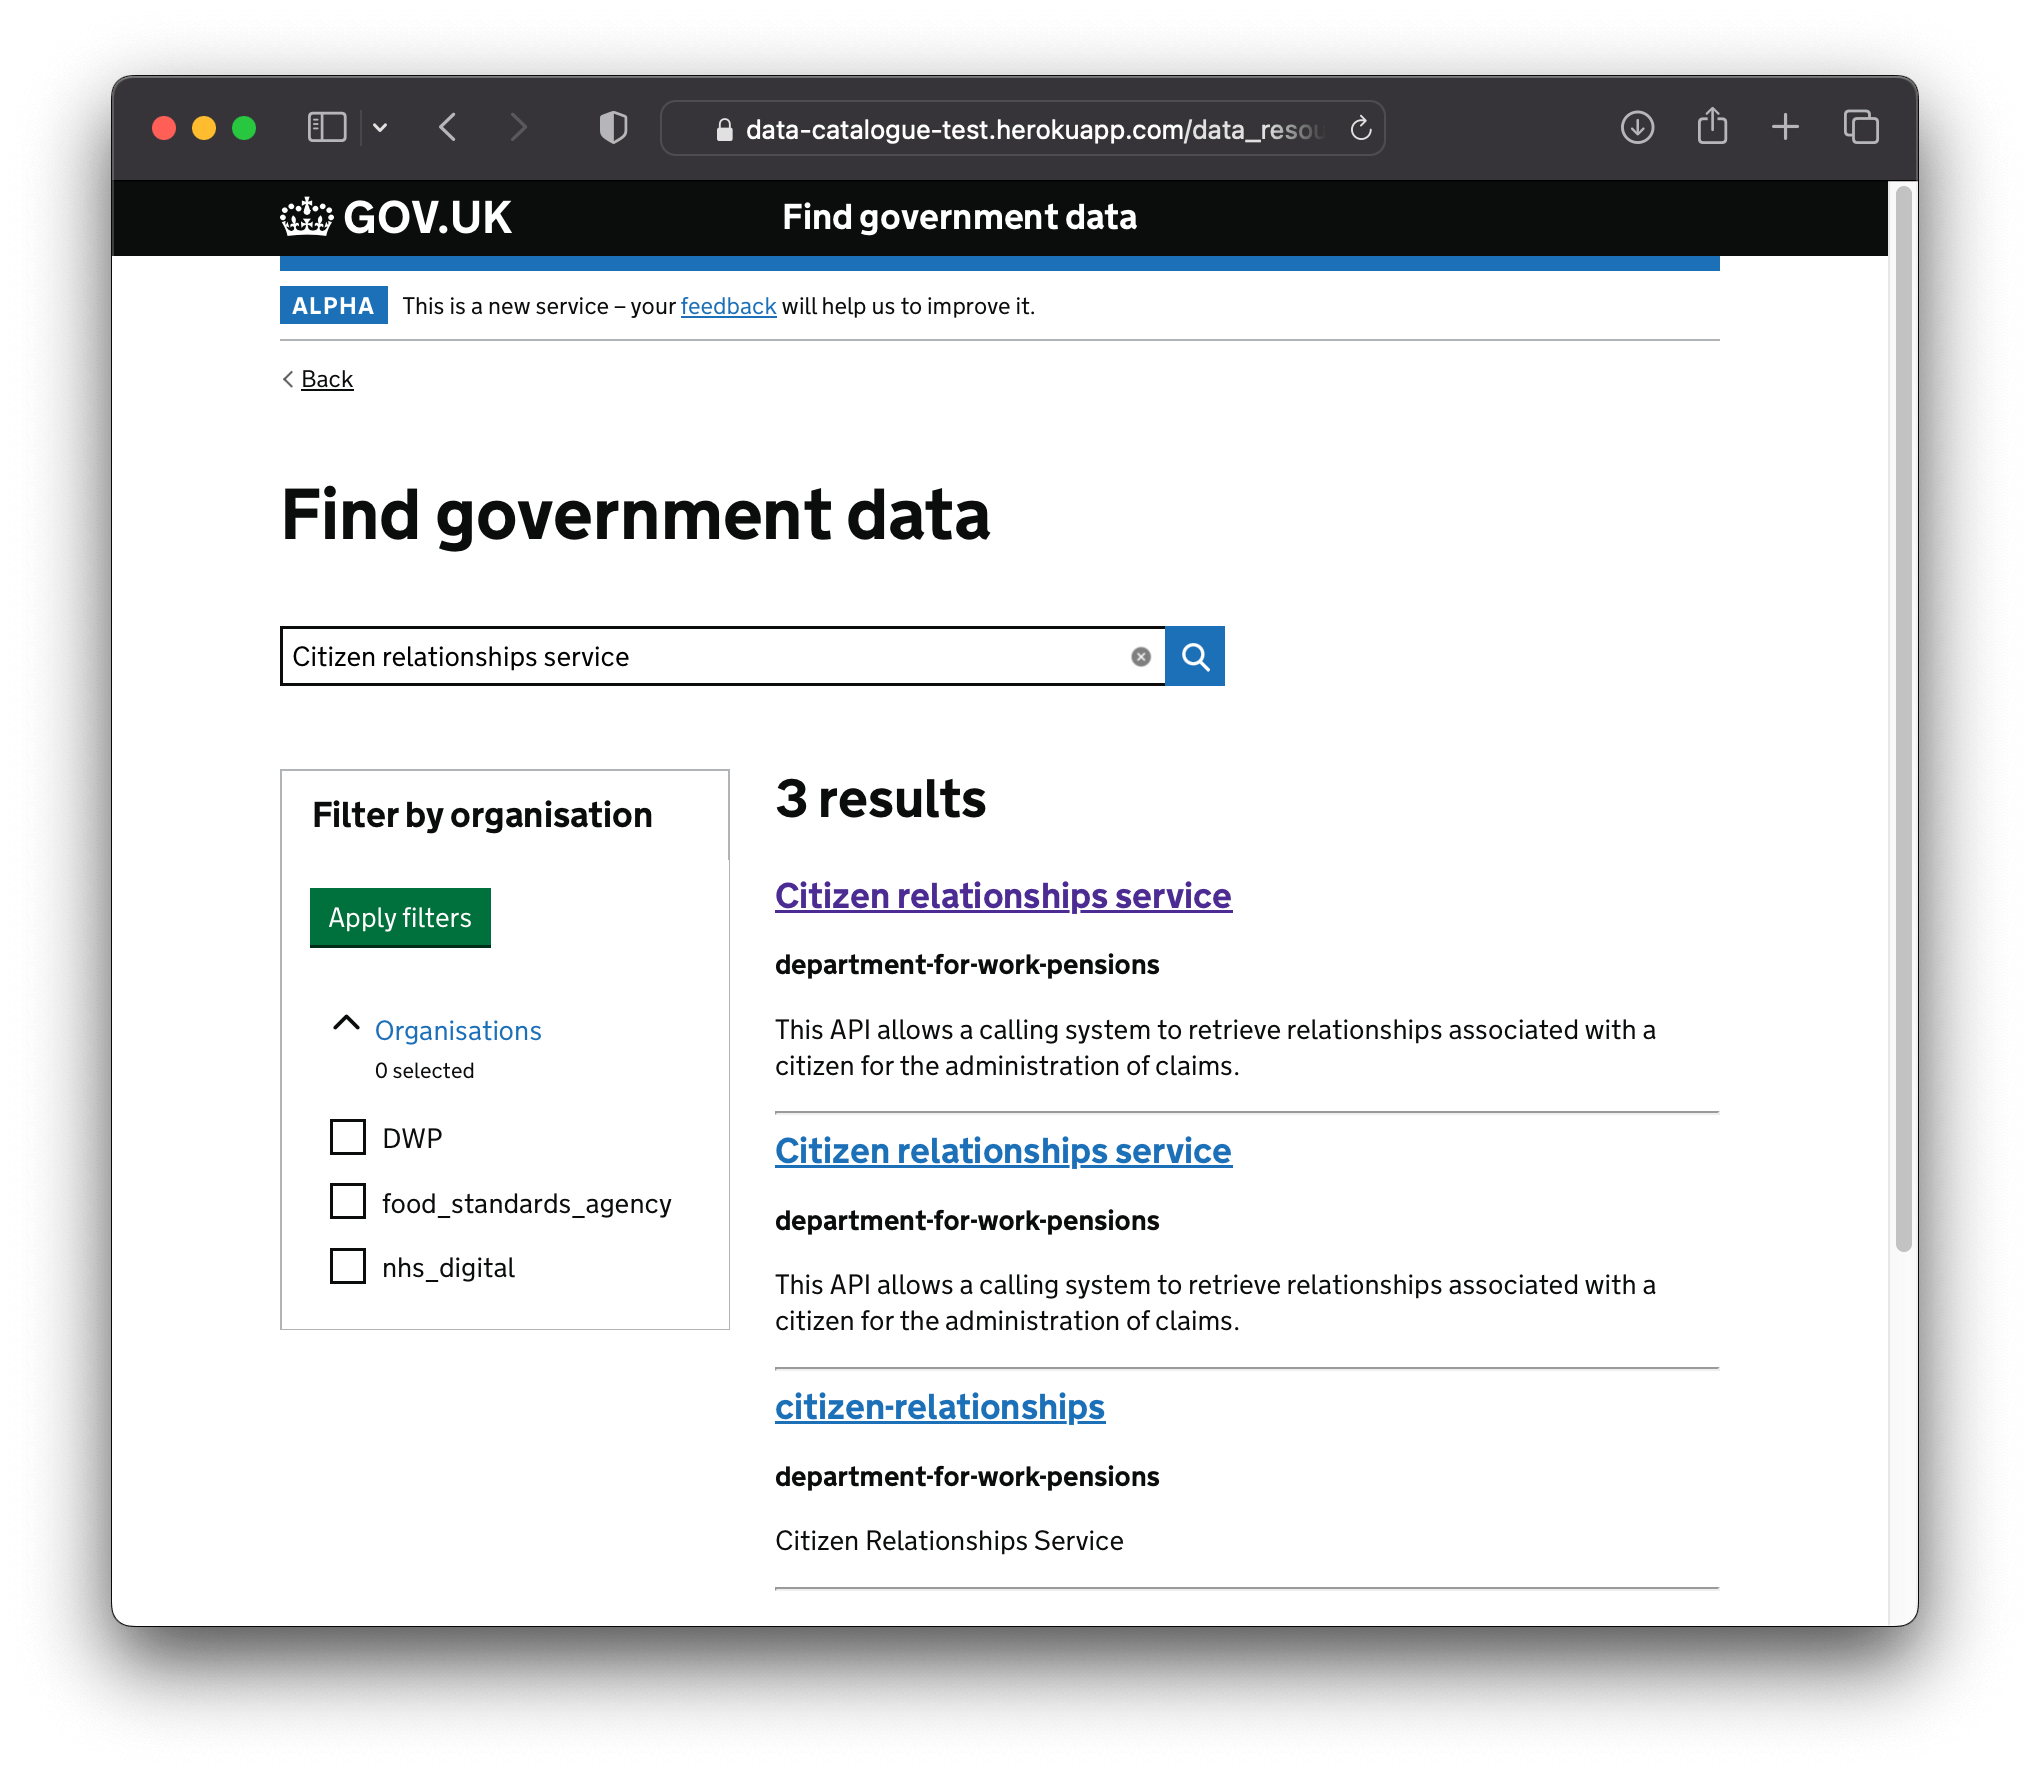 data-catalogue-test.herokuapp.com/data_resou
GOV.UK
Find government data
ALPHA This is a new service – your feedback will help us to improve it.
Back
Find government data
Citizen relationships service
Filter by organisation
Apply filters
Organisations
0 selected
DWP
food_standards_agency
nhs_digital
3 results
Citizen relationships service
department-for-work-pensions
This API allows a calling system to retrieve relationships associated with a
citizen for the administration of claims.
Citizen relationships service
department-for-work-pensions
This API allows a calling system to retrieve relationships associated with a
citizen for the administration of claims.
citizen-relationships
department-for-work-pensions
Citizen Relationships Service